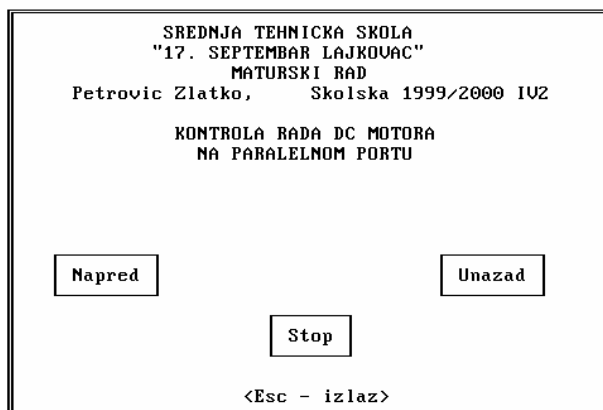 SREDNJA TEHNICKA SKOLA
"17. SEPTEMBAR LAJKOVAC"
MATURSKI RAD
Petrovic Zlatko, Skolska 1999/2000 IV2
KONTROLA RADA DC MOTORA
NA PARALELNOM PORTU
Napred Unazad
Stop
<Esc - izlaz>